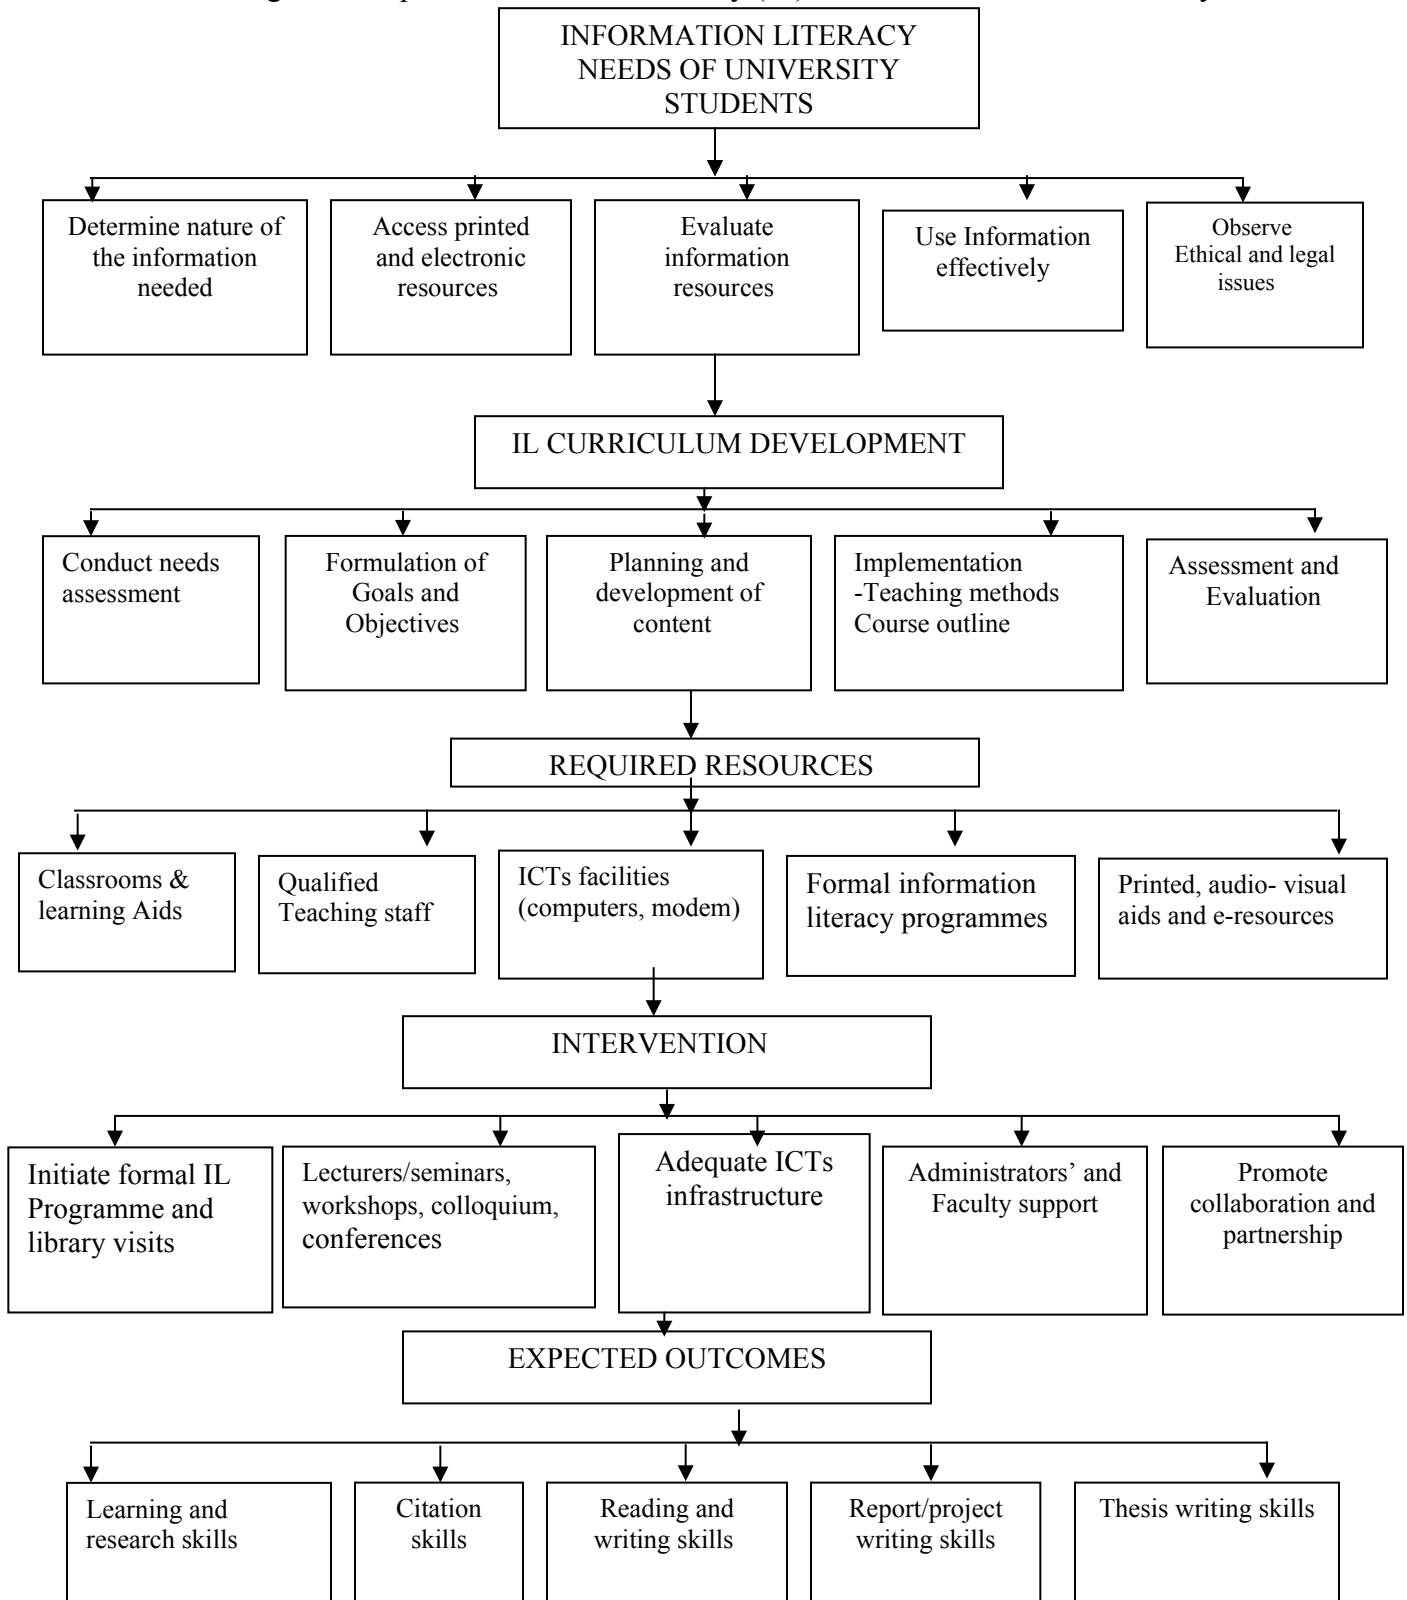 INFORMATION LITERACY
NEEDS OF UNIVERSITY
STUDENTS
Determine nature of
the information
needed
Access printed
and electronic
resources
Evaluate
information
resources
Use Information
effectively
Observe
Ethical and legal
issues
IL CURRICULUM DEVELOPMENT
Conduct needs
assessment
Formulation of
Goals and
Objectives
Planning and
development of
content
Implementation
-Teaching methods
Course outline
Assessment and
Evaluation
REQUIRED RESOURCES
Classrooms &
learning Aids
Qualified
Teaching staff
ICTs facilities
(computers, modem)
Formal information
literacy programmes
Printed, audio- visual
aids and e-resources
INTERVENTION
Initiate formal IL
Programme and
library visits
Lecturers/seminars,
workshops, colloquium,
conferences
Adequate ICTs
infrastructure
Administrators’ and
Faculty support
Promote
collaboration and
partnership
EXPECTED OUTCOMES
Learning and
research skills
Citation
skills
Reading and
writing skills
Report/project
writing skills
Thesis writing skills